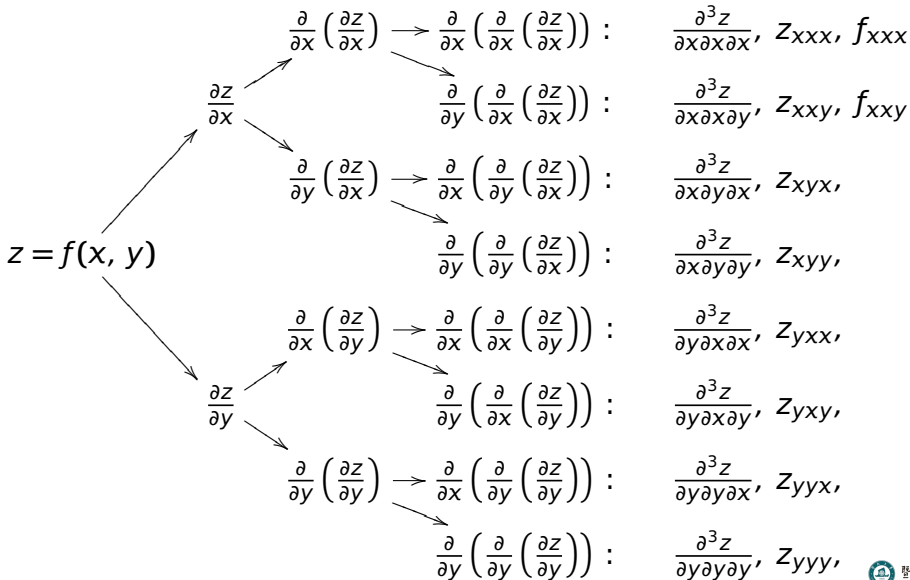 ∂/∂x (∂z/∂x) → ∂/∂x (∂/∂x (∂z/∂x)) : ∂³z/∂x∂x∂x, z_xxx, f_xxx
∂z/∂x
∂/∂y (∂/∂x (∂z/∂x)) : ∂³z/∂x∂x∂y, z_xxy, f_xxy
∂/∂y (∂z/∂x) → ∂/∂x (∂/∂y (∂z/∂x)) : ∂³z/∂x∂y∂x, z_xyx,
z = f(x, y)
∂/∂y (∂/∂y (∂z/∂x)) : ∂³z/∂x∂y∂y, z_xyy,
∂/∂x (∂z/∂y) → ∂/∂x (∂/∂x (∂z/∂y)) : ∂³z/∂y∂x∂x, z_yxx,
∂z/∂y
∂/∂y (∂/∂x (∂z/∂y)) : ∂³z/∂y∂x∂y, z_yxy,
∂/∂y (∂z/∂y) → ∂/∂x (∂/∂y (∂z/∂y)) : ∂³z/∂y∂y∂x, z_yyx,
∂/∂y (∂/∂y (∂z/∂y)) : ∂³z/∂y∂y∂y, z_yyy,